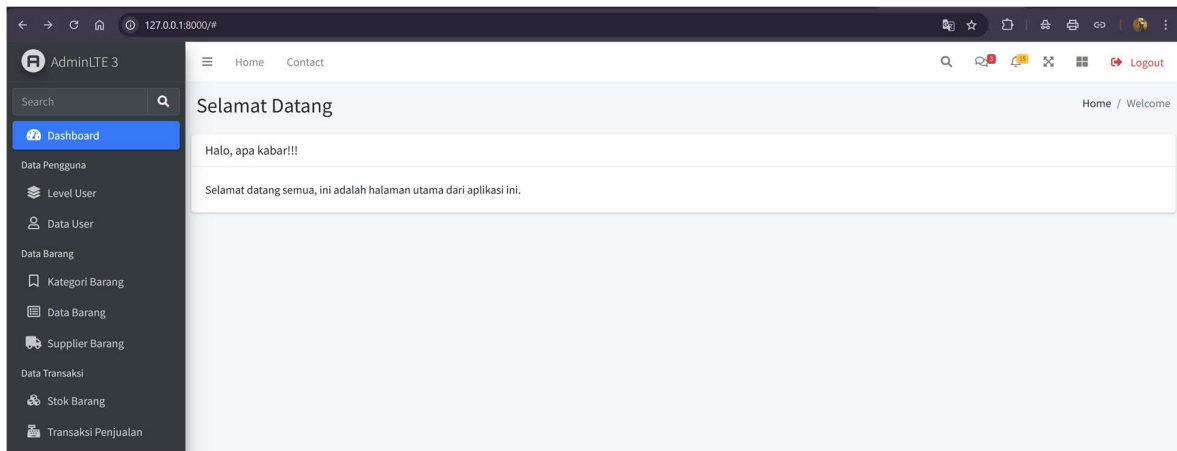 127.0.0.1:8000/#
AdminLTE 3
Home Contact
3
15
Logout
Search
Selamat Datang
Home / Welcome
Dashboard
Halo, apa kabar!!!
Data Pengguna
Level User
Selamat datang semua, ini adalah halaman utama dari aplikasi ini.
Data User
Data Barang
Kategori Barang
Data Barang
Supplier Barang
Data Transaksi
Stok Barang
Transaksi Penjualan